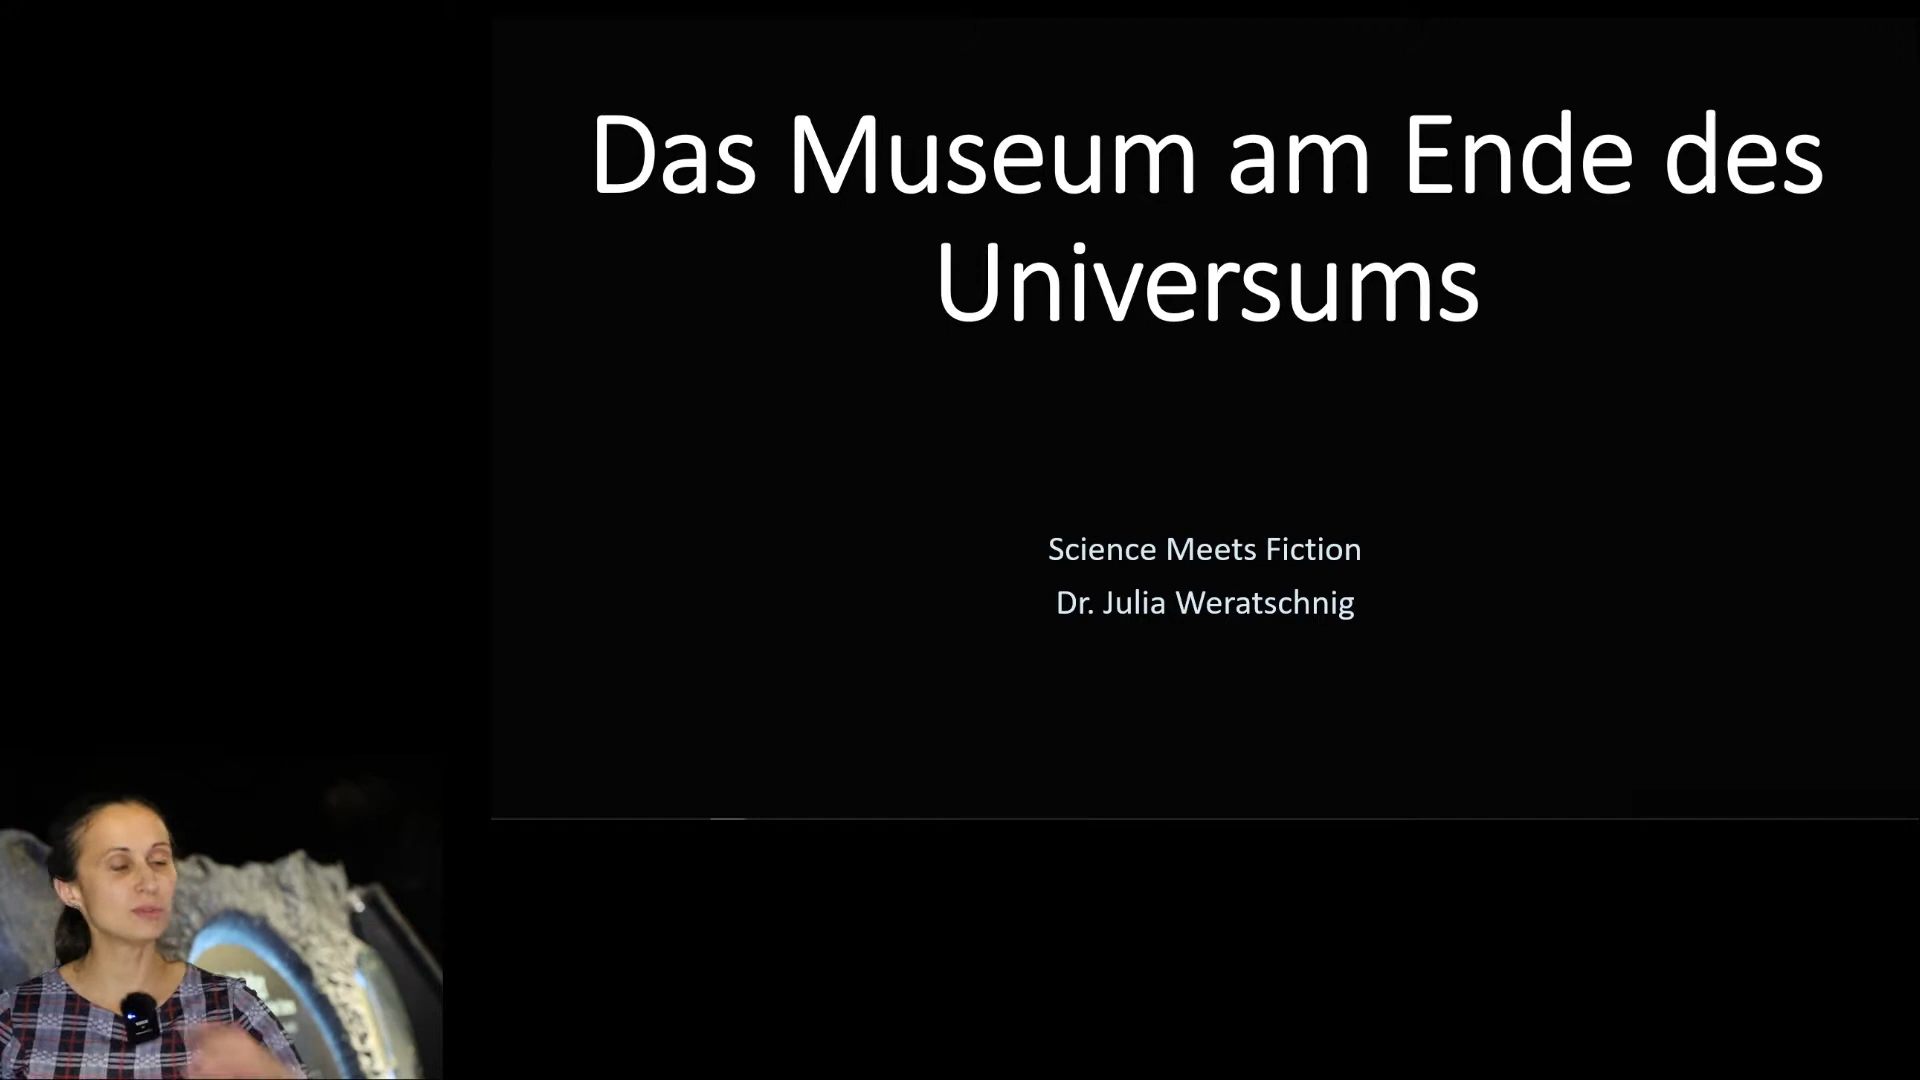 Das Museum am Ende des
Universums
Science Meets Fiction
Dr. Julia Weratschnig